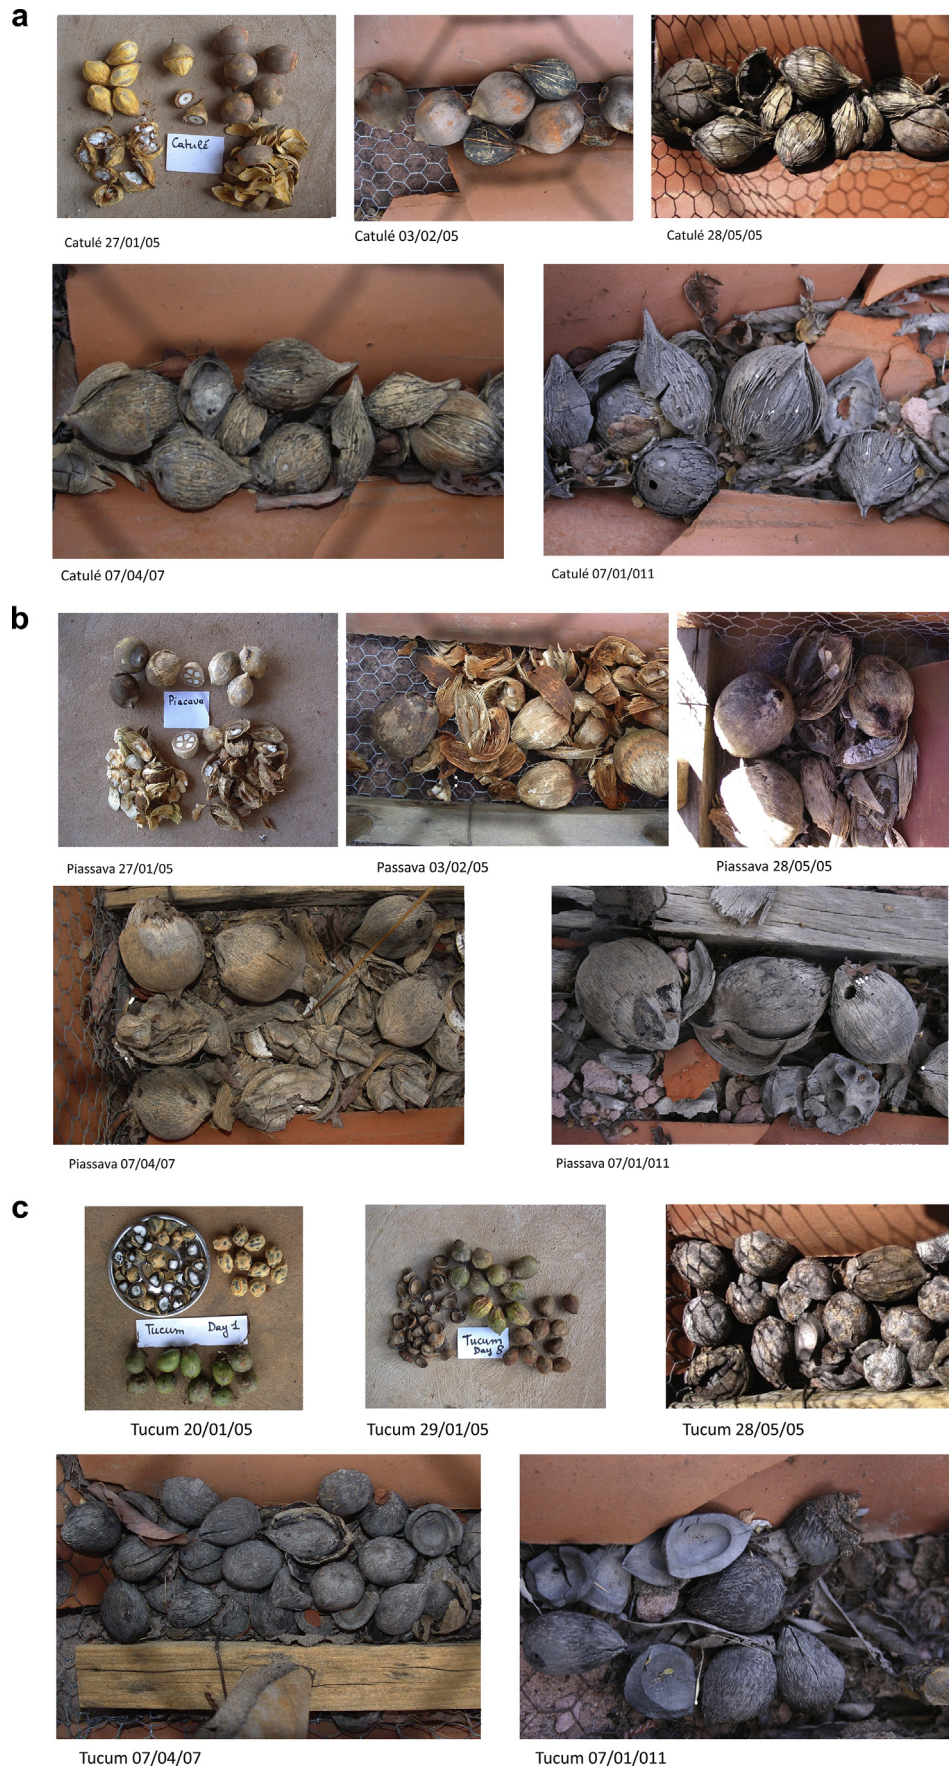 a
Catulé
Catulé 27/01/05
Catulé 03/02/05
Catulé 28/05/05
Catulé 07/04/07
Catulé 07/01/011
b
Piacava
Piassava 27/01/05
Passava 03/02/05
Piassava 28/05/05
Piassava 07/04/07
Piassava 07/01/011
c
Tucum Day 1
Tucum
Day 8
Tucum 20/01/05
Tucum 29/01/05
Tucum 28/05/05
Tucum 07/04/07
Tucum 07/01/011